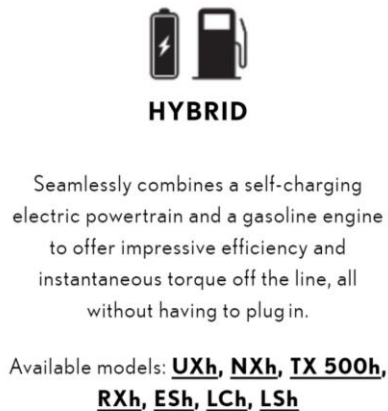 HYBRID
Seamlessly combines a self-charging
electric powertrain and a gasoline engine
to offer impressive efficiency and
instantaneous torque off the line, all
without having to plug in.
Available models: UXh, NXh, TX 500h,
RXh, ESh, LCh, LSh